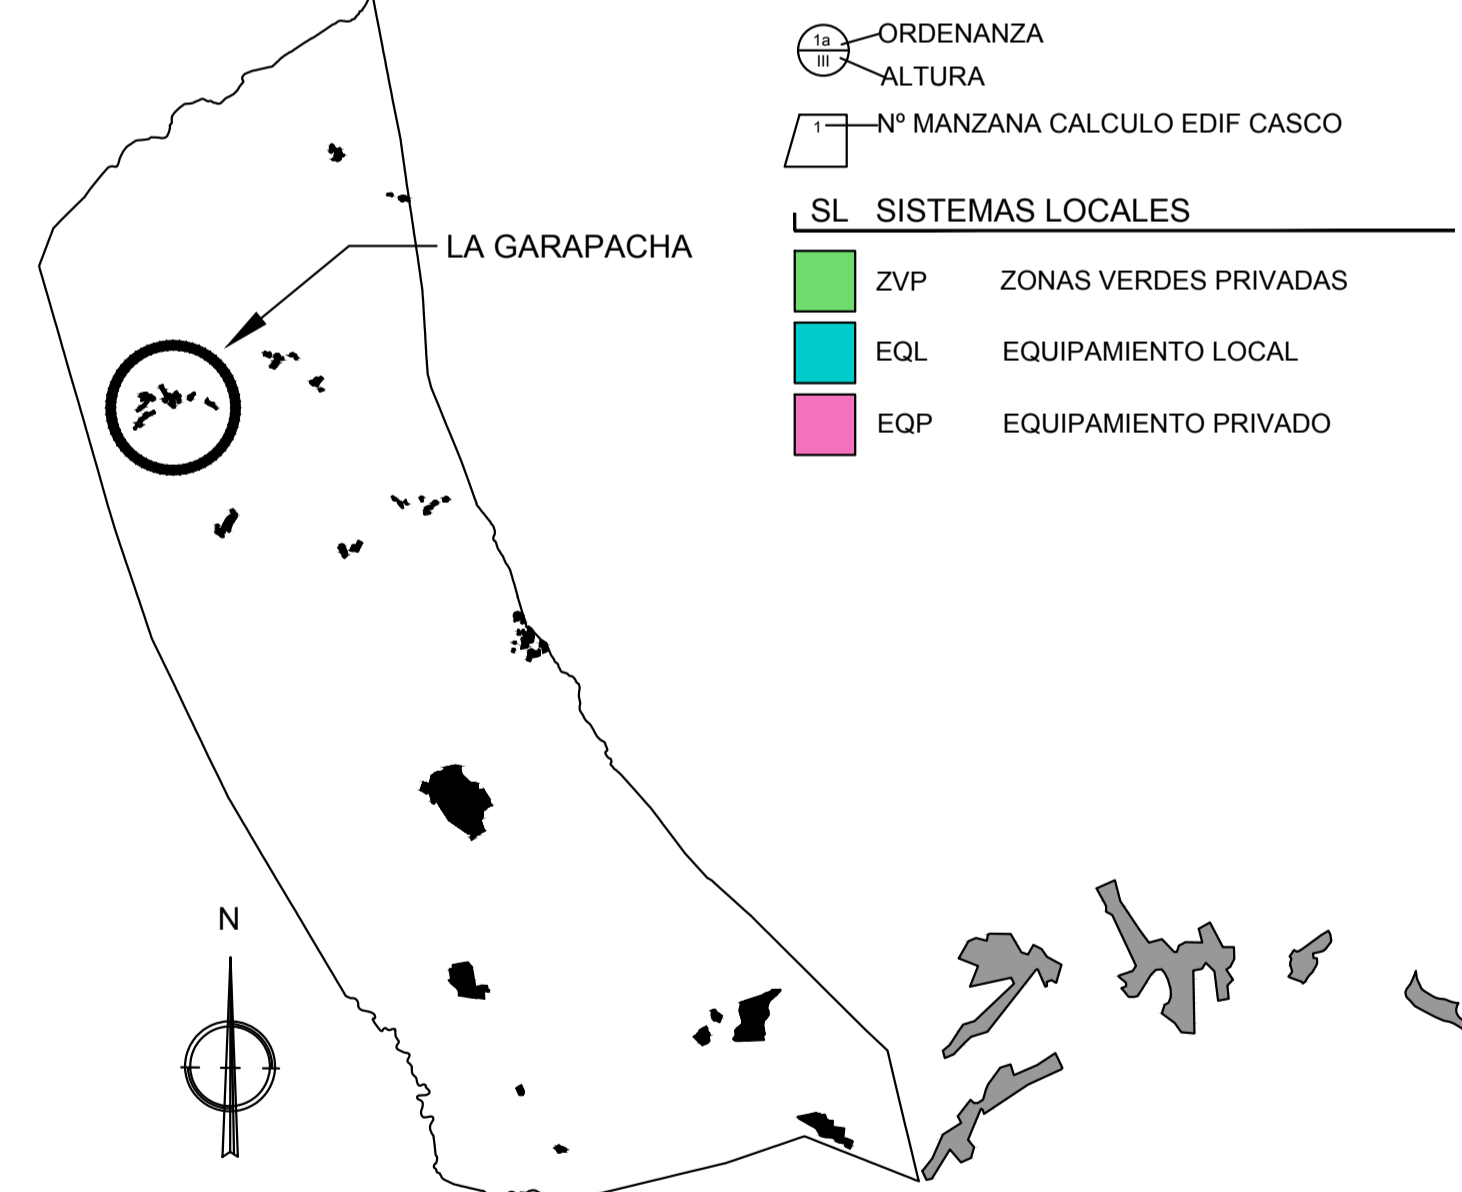 1a
III
ORDENANZA
ALTURA
1
Nº MANZANA CALCULO EDIF CASCO
SL SISTEMAS LOCALES
LA GARAPACHA
ZVP ZONAS VERDES PRIVADAS
EQL EQUIPAMIENTO LOCAL
EQP EQUIPAMIENTO PRIVADO
N